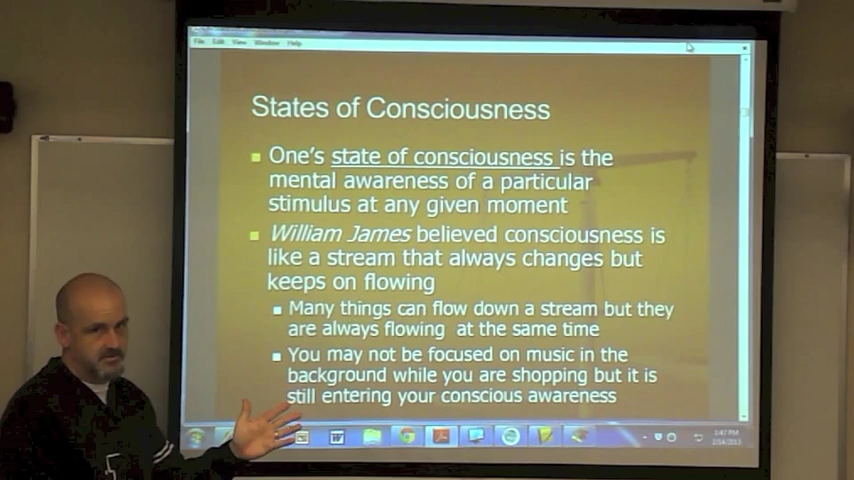 File Edit View Window Help
States of Consciousness
One's state of consciousness is the
mental awareness of a particular
stimulus at any given moment
William James believed consciousness is
like a stream that always changes but
keeps on flowing
Many things can flow down a stream but they
are always flowing at the same time
You may not be focused on music in the
background while you are shopping but it is
still entering your conscious awareness
1:47 PM
2/14/2013